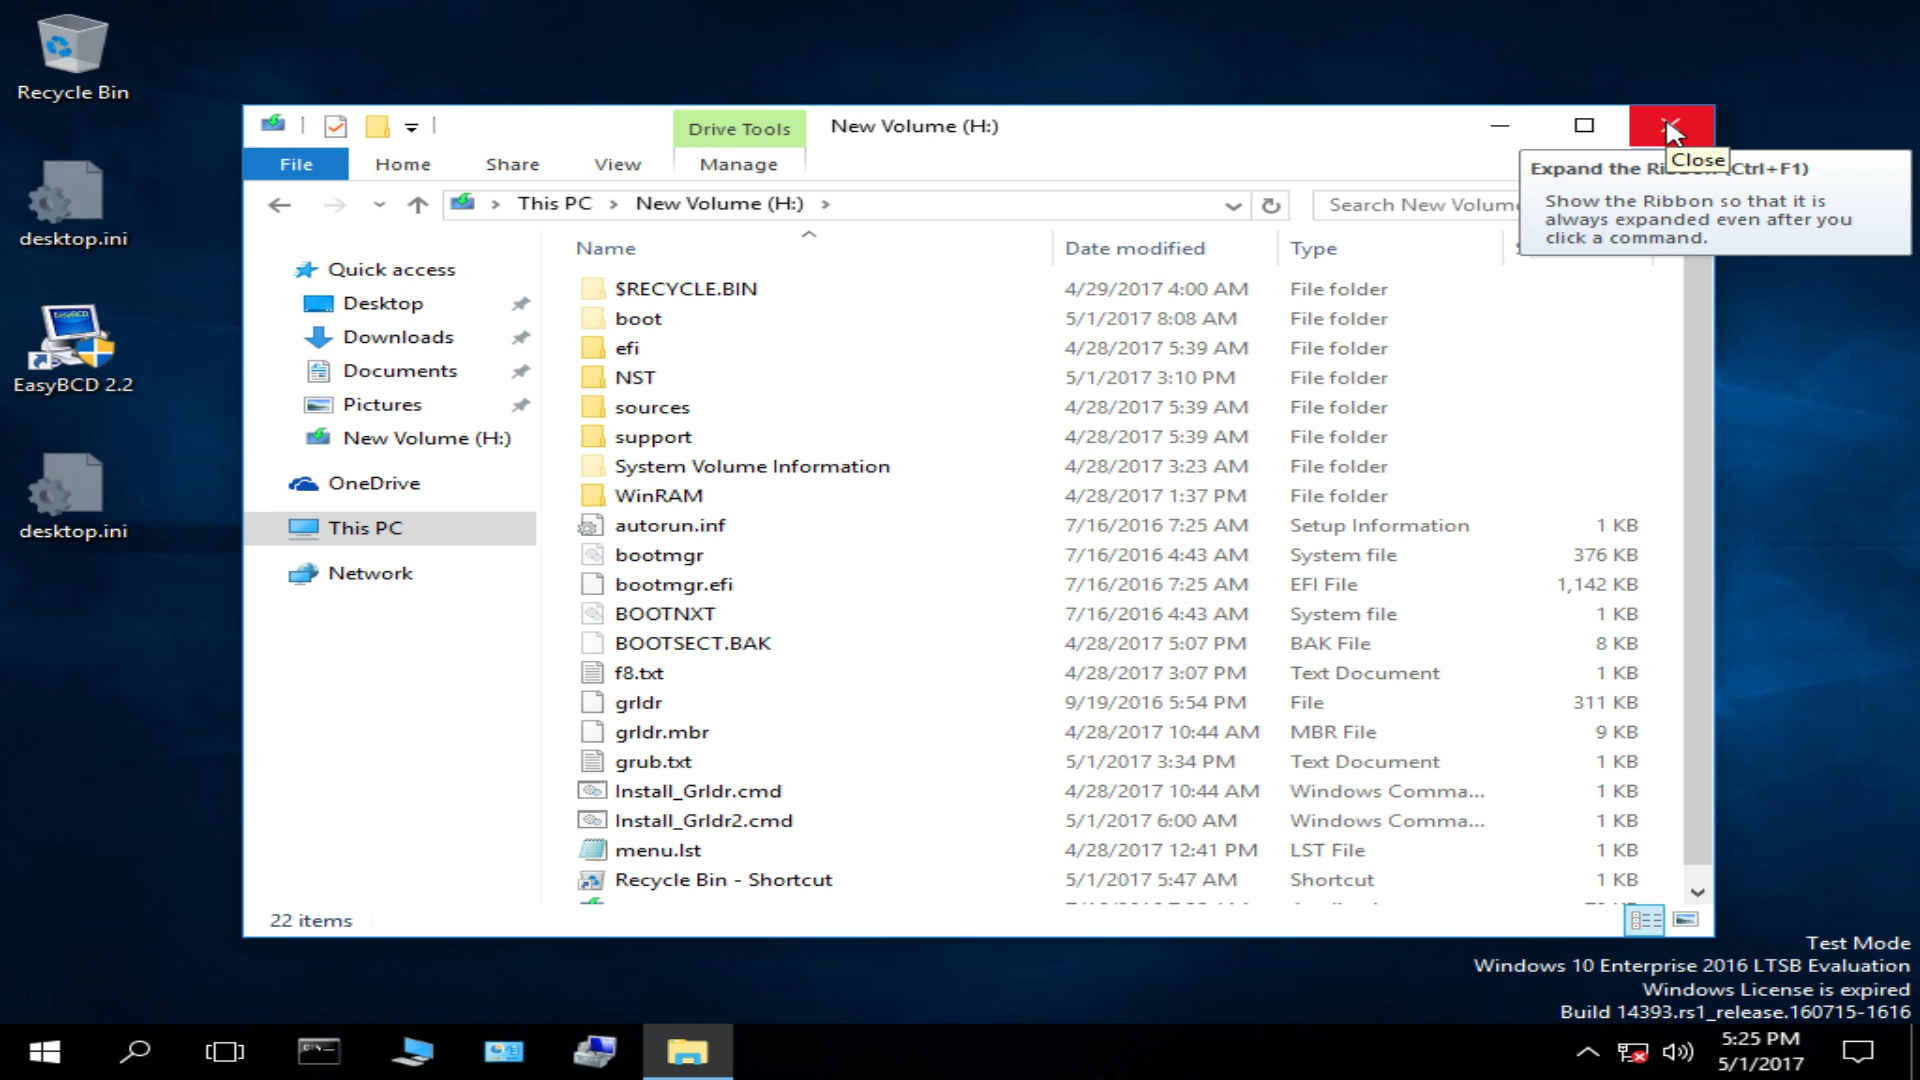 Recycle Bin
desktop.ini
EasyBCD
EasyBCD 2.2
desktop.ini
Drive Tools
New Volume (H:)
File
Home
Share
View
Manage
Close
Expand the Ri
Ctrl+F1)
Show the Ribbon so that it is
always expanded even after you
click a command.
This PC
New Volume (H:)
Search New
Name
Date modified
Type
Quick access
Desktop
Downloads
Documents
Pictures
New Volume (H:)
OneDrive
This PC
Network
$RECYCLE.BIN 4/29/2017 4:00 AM File folder
boot 5/1/2017 8:08 AM File folder
efi 4/28/2017 5:39 AM File folder
NST 5/1/2017 3:10 PM File folder
sources 4/28/2017 5:39 AM File folder
support 4/28/2017 5:39 AM File folder
System Volume Information 4/28/2017 3:23 AM File folder
WinRAM 4/28/2017 1:37 PM File folder
autorun.inf 7/16/2016 7:25 AM Setup Information 1 KB
bootmgr 7/16/2016 4:43 AM System file 376 KB
bootmgr.efi 7/16/2016 7:25 AM EFI File 1,142 KB
BOOTNXT 7/16/2016 4:43 AM System file 1 KB
BOOTSECT.BAK 4/28/2017 5:07 PM BAK File 8 KB
f8.txt 4/28/2017 3:07 PM Text Document 1 KB
grldr 9/19/2016 5:54 PM File 311 KB
grldr.mbr 4/28/2017 10:44 AM MBR File 9 KB
grub.txt 5/1/2017 3:34 PM Text Document 1 KB
Install_Grldr.cmd 4/28/2017 10:44 AM Windows Comma... 1 KB
Install_Grldr2.cmd 5/1/2017 6:00 AM Windows Comma... 1 KB
menu.lst 4/28/2017 12:41 PM LST File 1 KB
Recycle Bin - Shortcut 5/1/2017 5:47 AM Shortcut 1 KB
22 items
Test Mode
Windows 10 Enterprise 2016 LTSB Evaluation
Windows License is expired
Build 14393.rs1_release.160715-1616
5:25 PM
5/1/2017